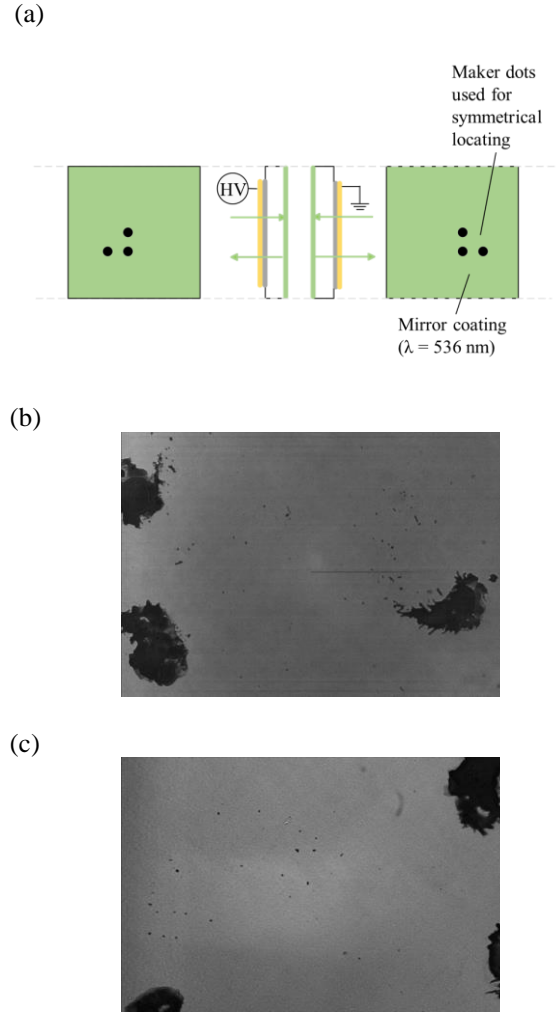 (a)
Maker dots
used for
symmetrical
locating
HV
Mirror coating
(λ = 536 nm)
(b)
(c)